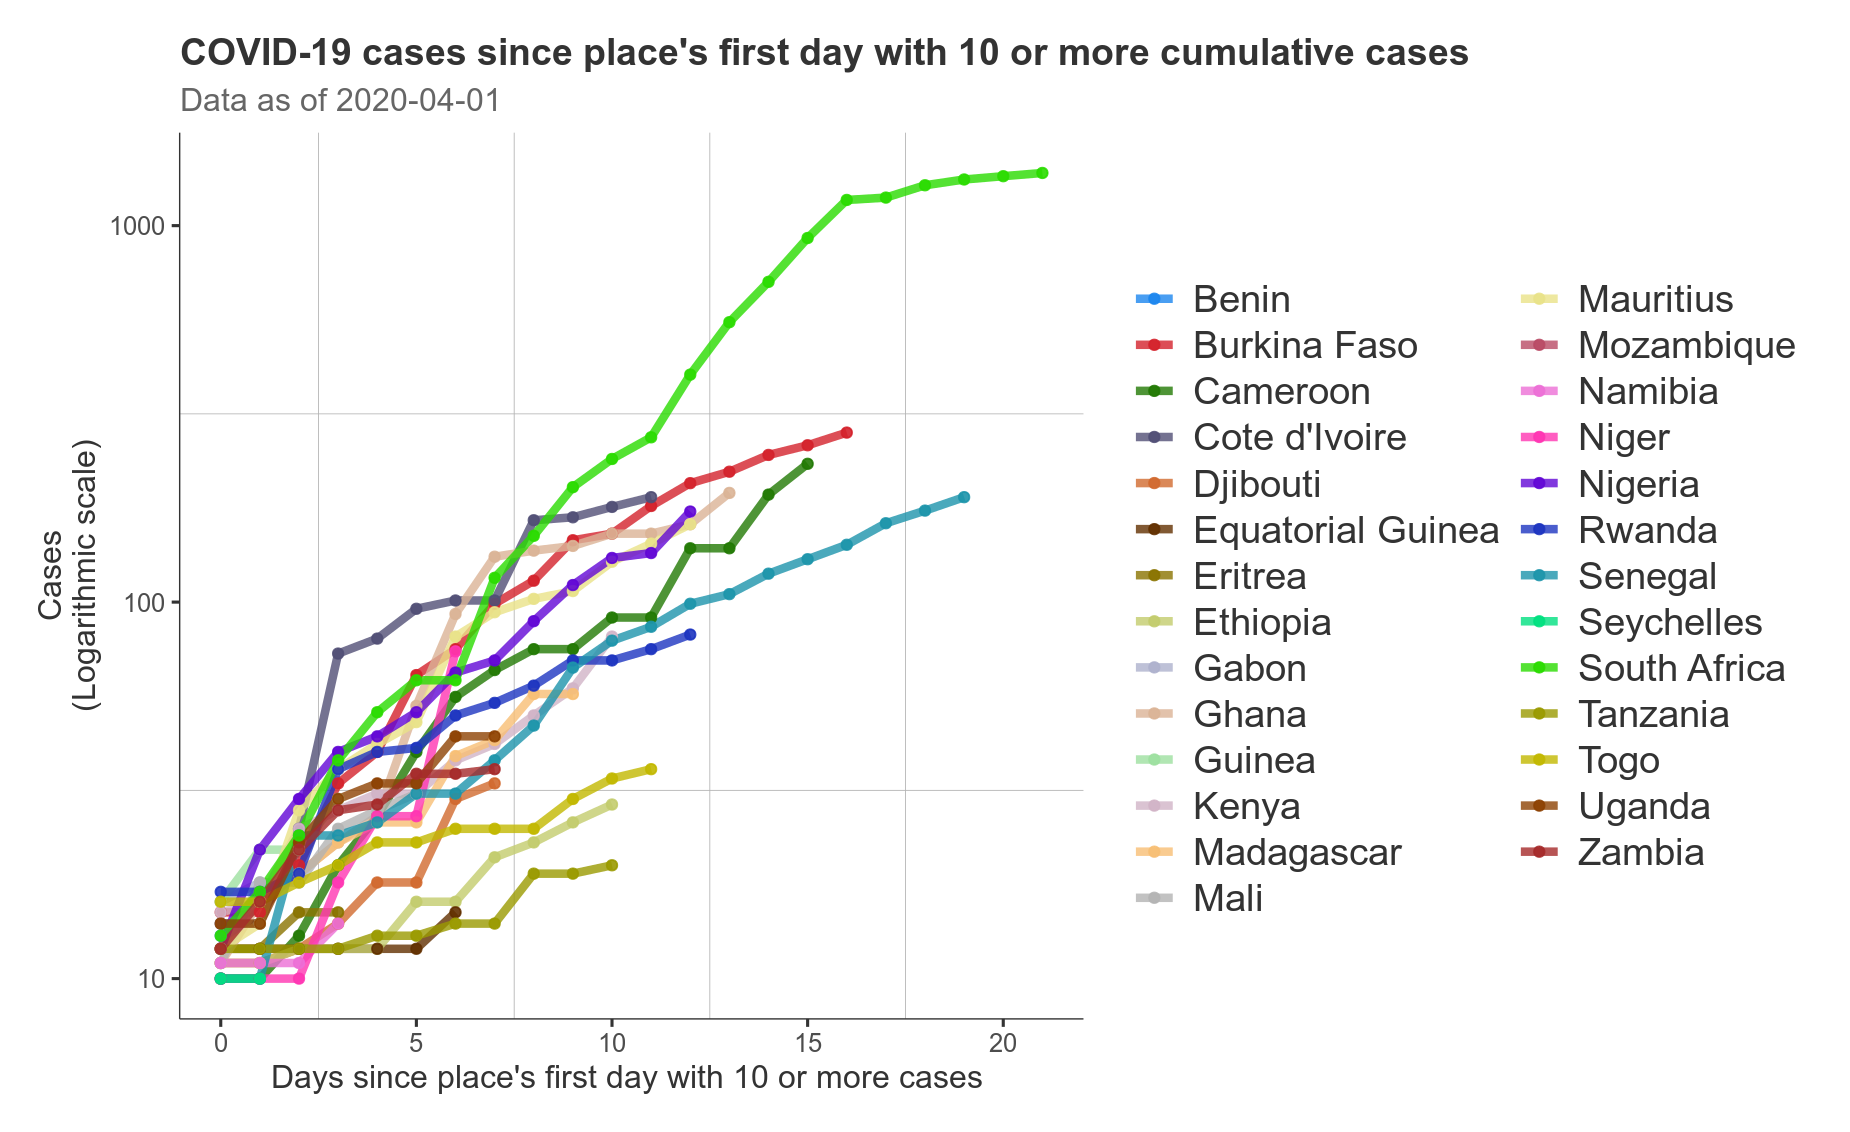 COVID-19 cases since place's first day with 10 or more cumulative cases
Data as of 2020-04-01
Cases
(Logarithmic scale)
1000
100
10
0
5
10
15
20
Days since place's first day with 10 or more cases
Benin
Burkina Faso
Cameroon
Cote d'Ivoire
Djibouti
Equatorial Guinea
Eritrea
Ethiopia
Gabon
Ghana
Guinea
Kenya
Madagascar
Mali
Mauritius
Mozambique
Namibia
Niger
Nigeria
Rwanda
Senegal
Seychelles
South Africa
Tanzania
Togo
Uganda
Zambia